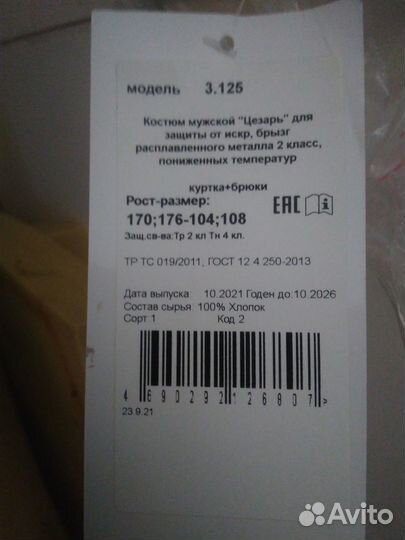 модель 3.125
Костюм мужской "Цезарь" для
защиты от искр, брызг
расплавленного металла 2 класс,
пониженных температур
куртка+брюки
Рост-размер:
170;176-104;108
EAC
Защ.св-ва:Тр 2 кл Тн 4 кл.
ТР ТС 019/2011, ГОСТ 12 4 250-2013
Дата выпуска: 10.2021 Годен до:10.2026
Состав сырья: 100% Хлопок
Сорт:1 Код 2
4 690292 126807 >
23.9.21
Avito